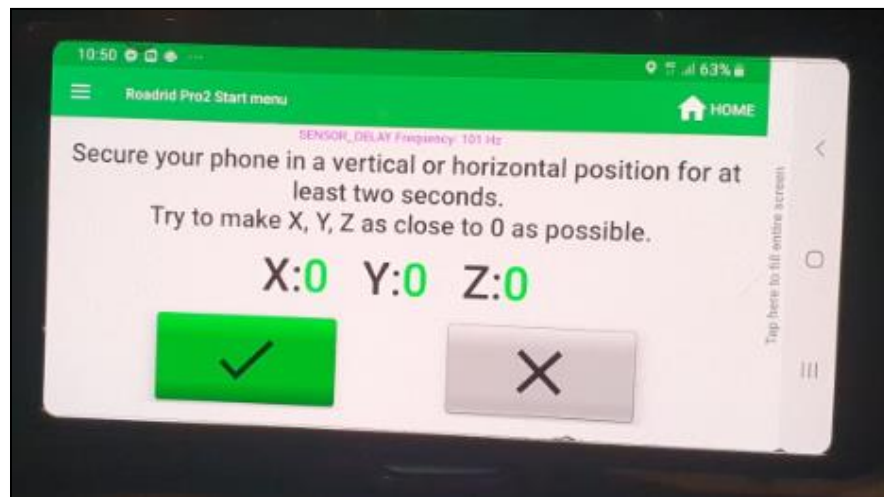 10:50
63%
Roadrid Pro2 Start menu
HOME
SENSOR_DELAY Frequency: 101 Hz
Secure your phone in a vertical or horizontal position for at
least two seconds.
Try to make X, Y, Z as close to 0 as possible.
X:0 Y:0 Z:0
Tap here to fill entire screen